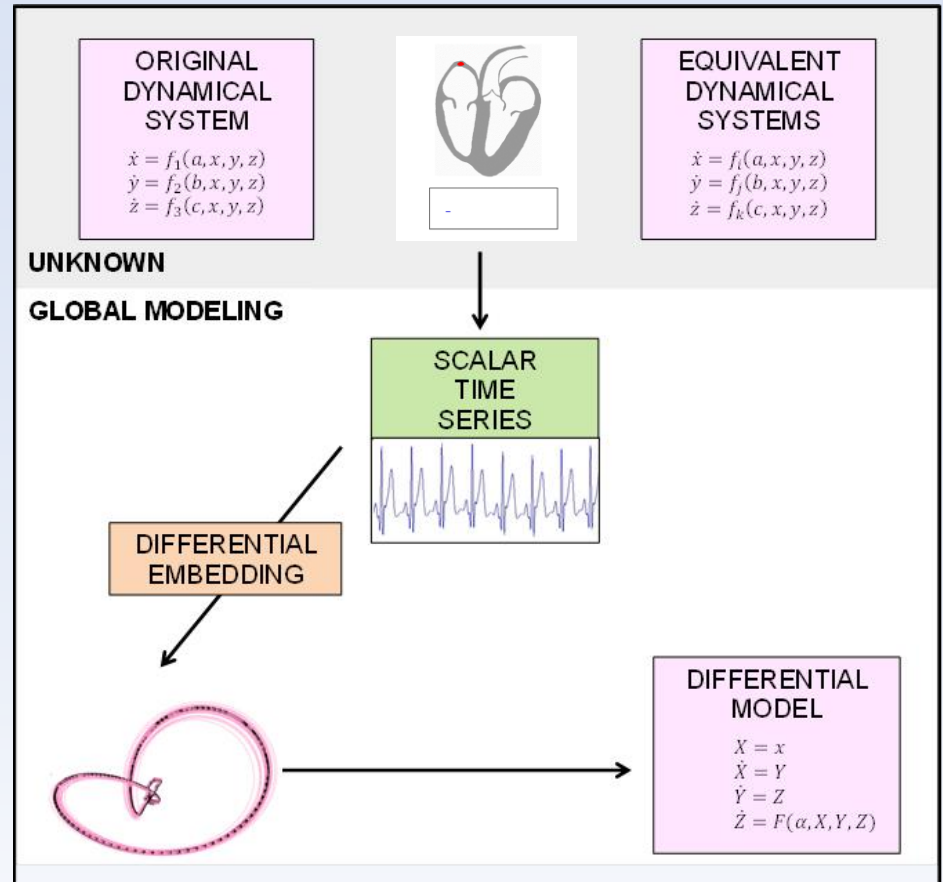 ORIGINAL
DYNAMICAL
SYSTEM
ẋ = f₁(a, x, y, z)
ẏ = f₂(b, x, y, z)
ż = f₃(c, x, y, z)
-
EQUIVALENT
DYNAMICAL
SYSTEMS
ẋ = fᵢ(a, x, y, z)
ẏ = fⱼ(b, x, y, z)
ż = fₖ(c, x, y, z)
UNKNOWN
GLOBAL MODELING
SCALAR
TIME
SERIES
DIFFERENTIAL
EMBEDDING
DIFFERENTIAL
MODEL
X = x
Ẋ = Y
Ẏ = Z
Ż = F(α, X, Y, Z)